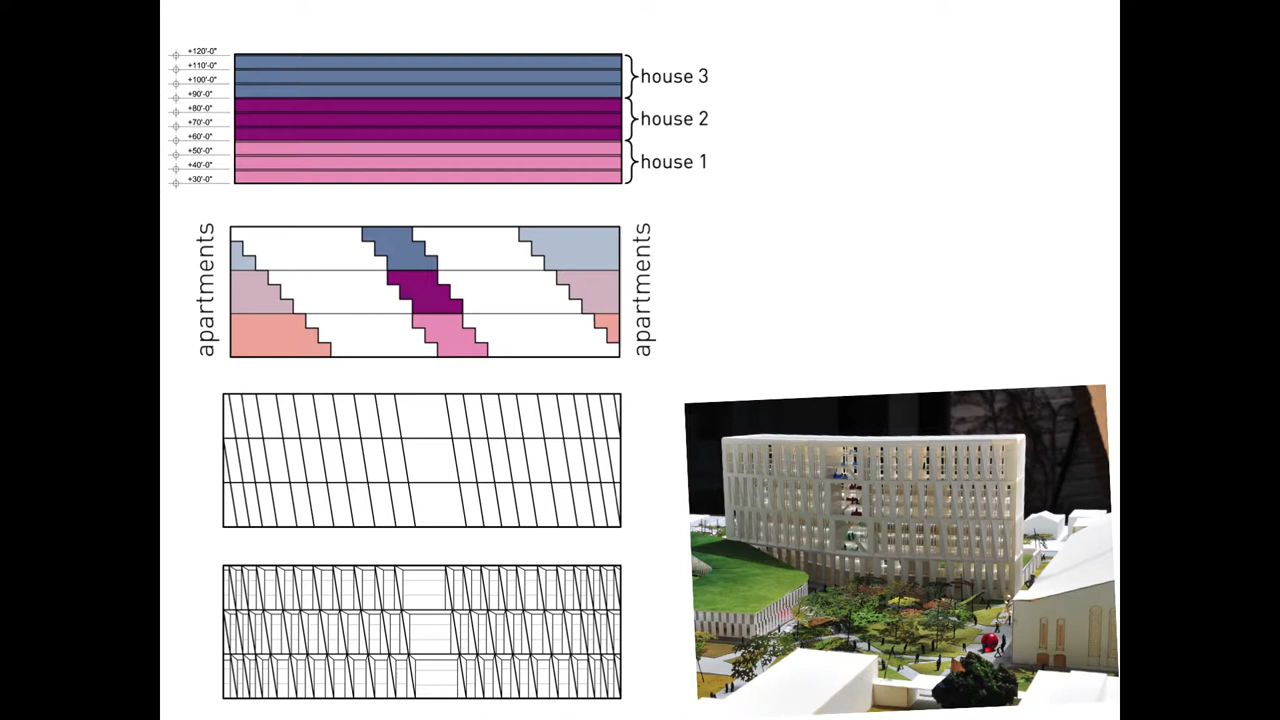 +120'-0"
+110'-0"
+100'-0"
+90'-0"
+80'-0"
+70'-0"
+60'-0"
+50'-0"
+40'-0"
+30'-0"
house 3
house 2
house 1
apartments
apartments